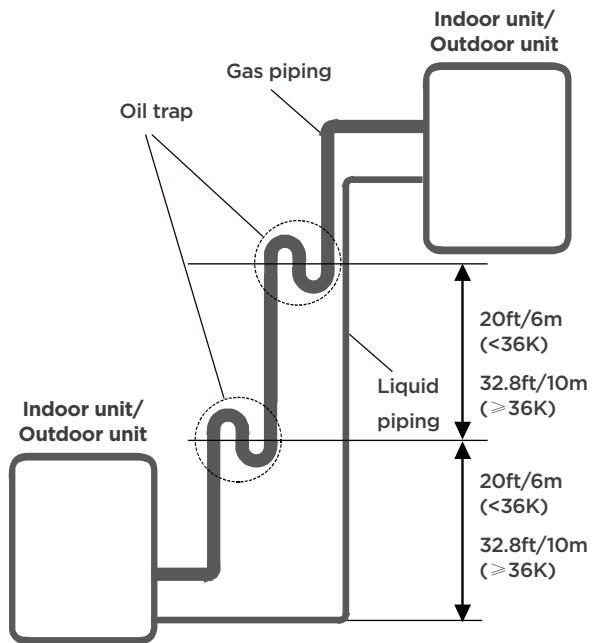 Indoor unit/
Outdoor unit
Gas piping
Oil trap
20ft/6m
(<36K)
32.8ft/10m
(≥36K)
Liquid
piping
Indoor unit/
Outdoor unit
20ft/6m
(<36K)
32.8ft/10m
(≥36K)